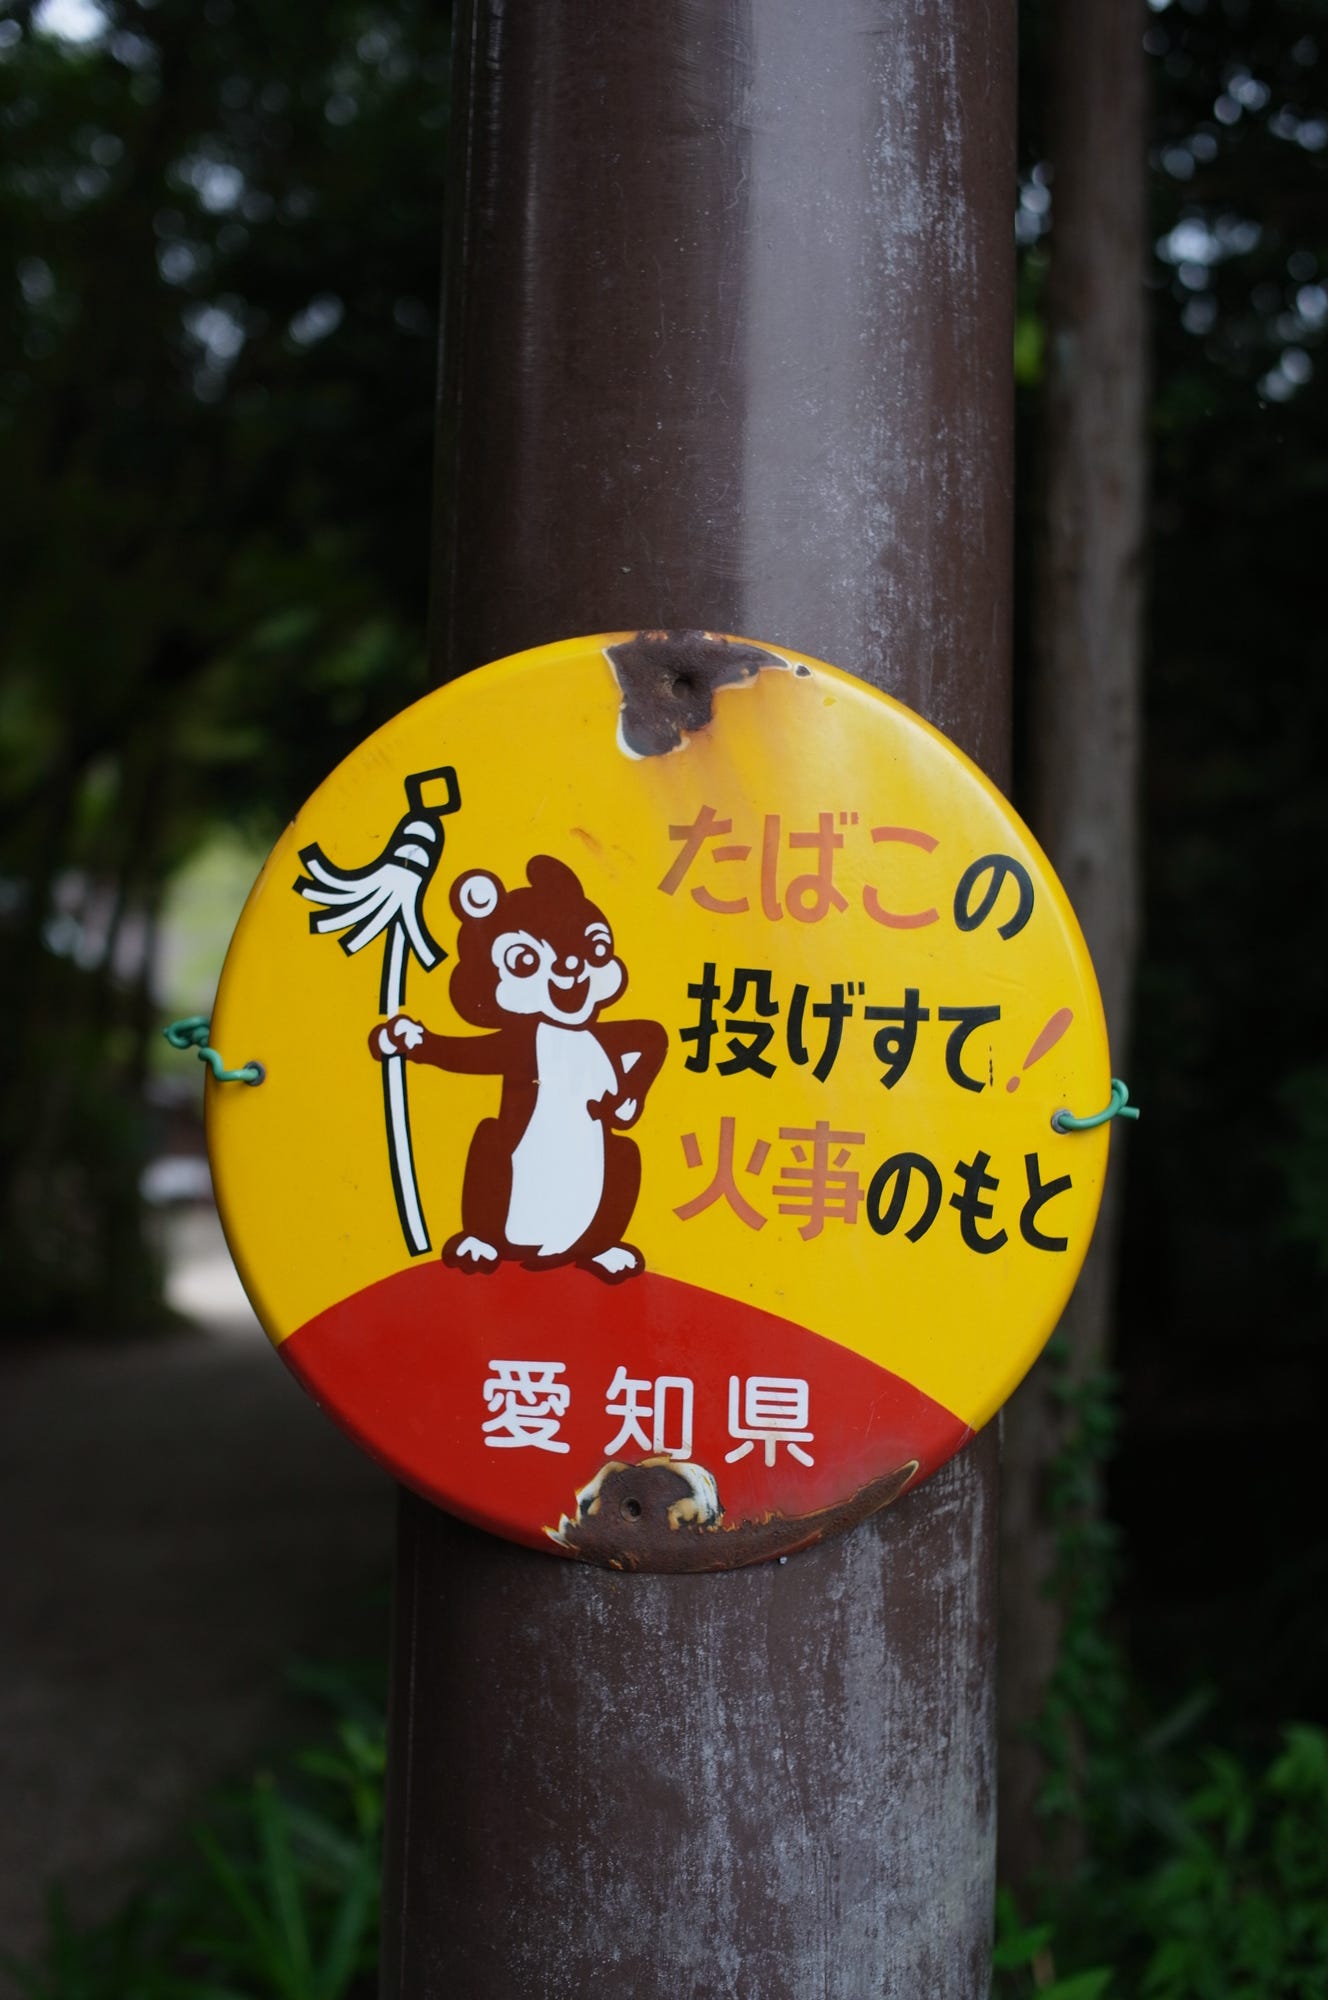 たばこの
投げすて!
火事のもと
愛知県